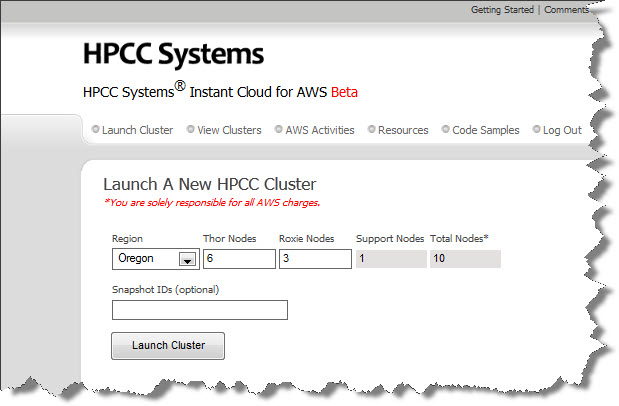 Getting Started | Comments
HPCC Systems
HPCC Systems® Instant Cloud for AWS Beta
Launch Cluster View Clusters AWS Activities Resources Code Samples Log Out
Launch A New HPCC Cluster
*You are solely responsible for all AWS charges.
Region Thor Nodes Roxie Nodes Support Nodes Total Nodes*
Oregon 6 3 1 10
Snapshot IDs (optional)
Launch Cluster